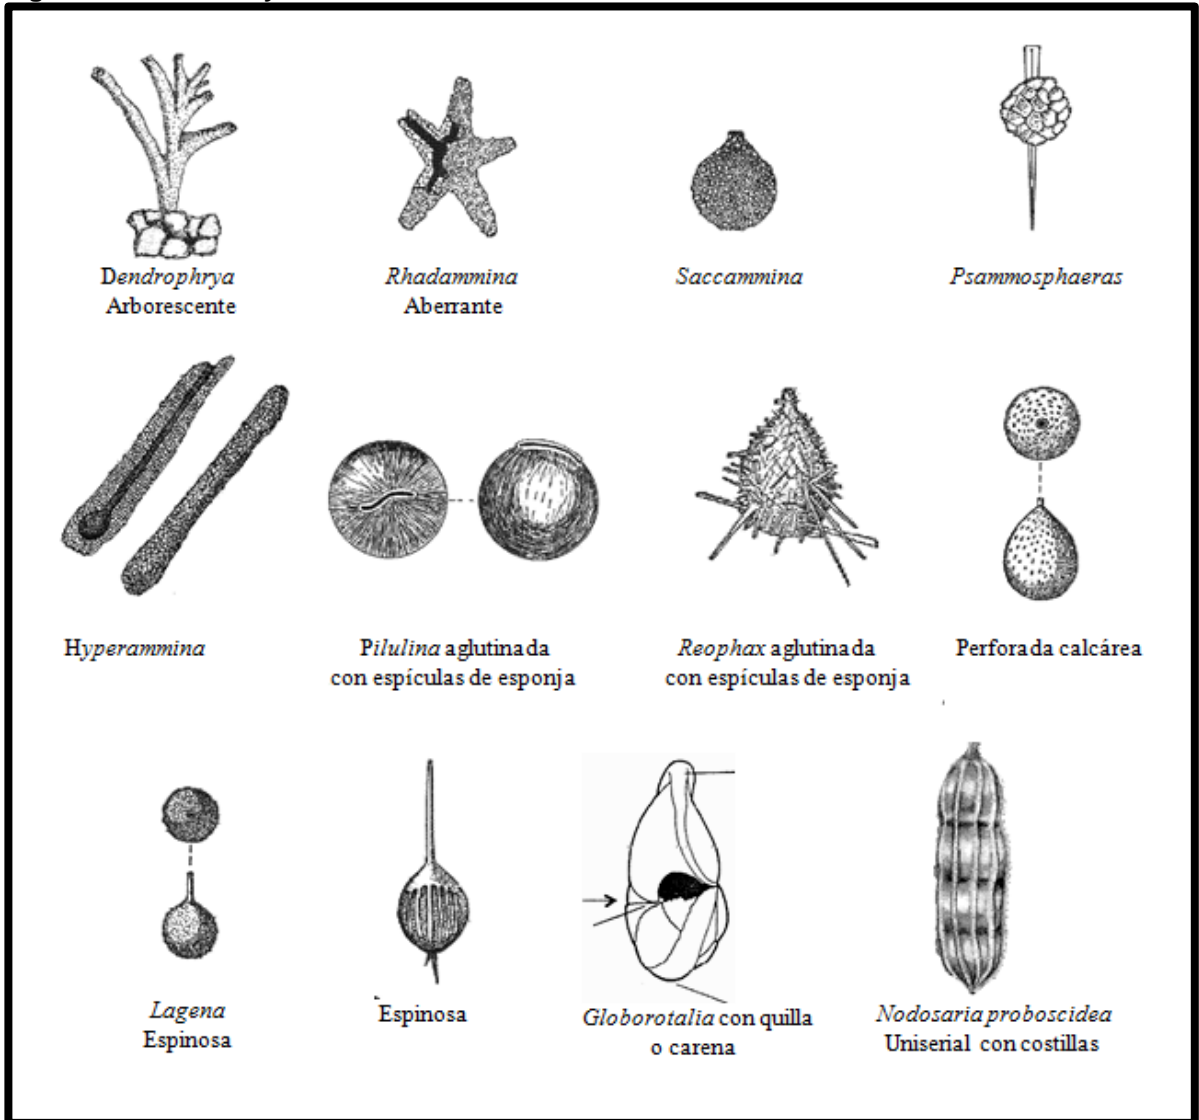 Dendrophrya
Arborescente
Rhadammina
Aberrante
Saccammina
Psammosphaeras
Hyperammina
Pilulina aglutinada
con espículas de esponja
Reophax aglutinada
con espículas de esponja
Perforada calcárea
Lagena
Espinosa
Espinosa
Globorotalia con quilla
o carena
Nodosaria proboscidea
Uniserial con costillas